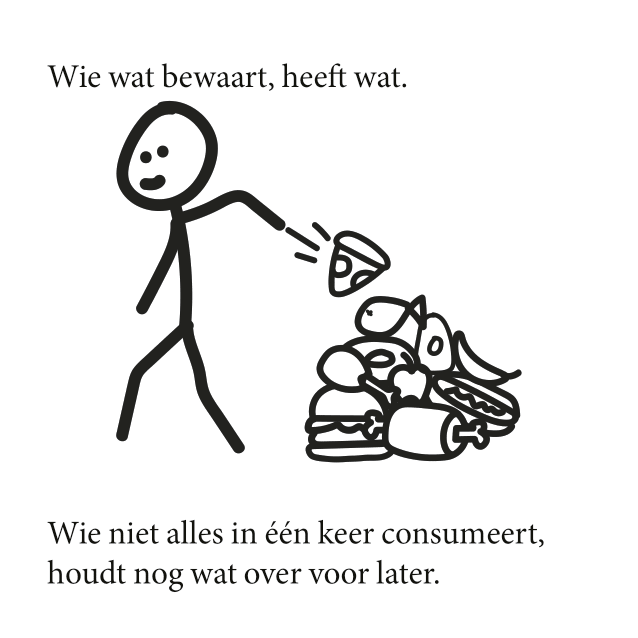 Wie wat bewaart, heeft wat.
Wie niet alles in één keer consumeert,
houdt nog wat over voor later.